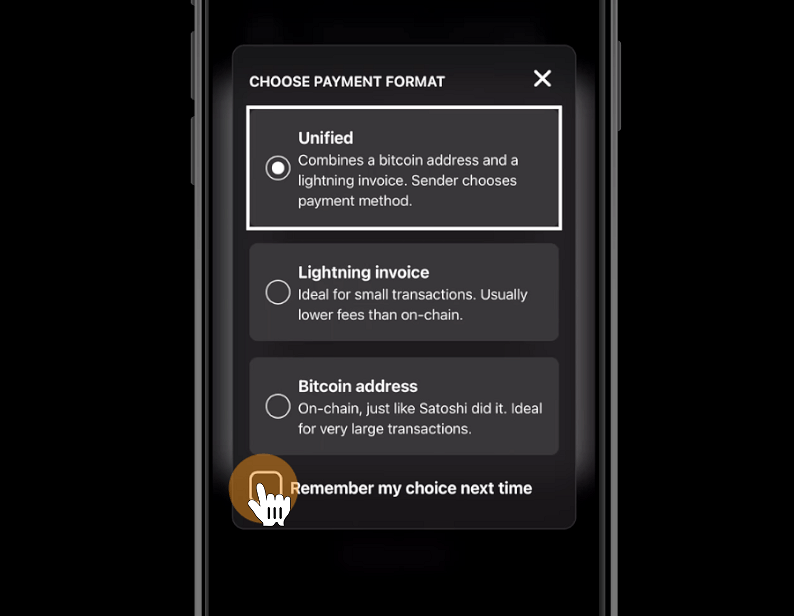 CHOOSE PAYMENT FORMAT
Unified
Combines a bitcoin address and a
lightning invoice. Sender chooses
payment method.
Lightning invoice
Ideal for small transactions. Usually
lower fees than on-chain.
Bitcoin address
On-chain, just like Satoshi did it. Ideal
for very large transactions.
Remember my choice next time